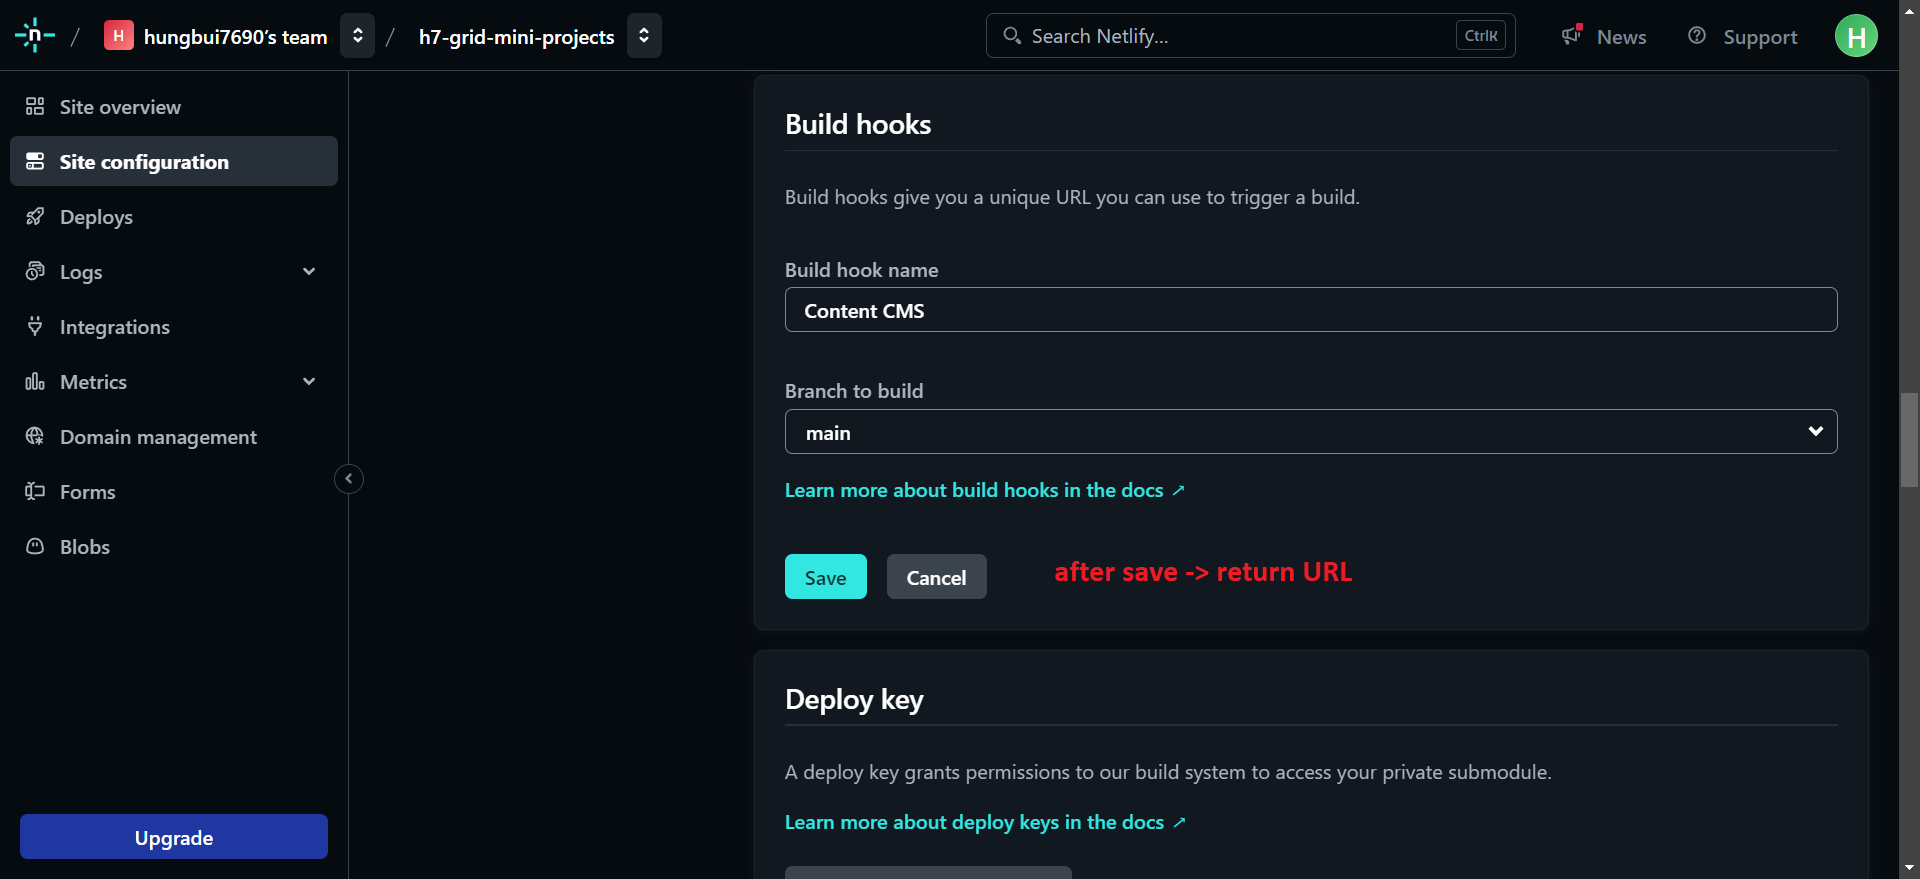 n / H hungbui7690's team / h7-grid-mini-projects Search Netlify... CtrlK News Support H
Site overview
Site configuration
Deploys
Logs
Integrations
Metrics
Domain management
Forms
Blobs
Upgrade
Build hooks
Build hooks give you a unique URL you can use to trigger a build.
Build hook name
Content CMS
Branch to build
main
Learn more about build hooks in the docs
Save Cancel after save -> return URL
Deploy key
A deploy key grants permissions to our build system to access your private submodule.
Learn more about deploy keys in the docs